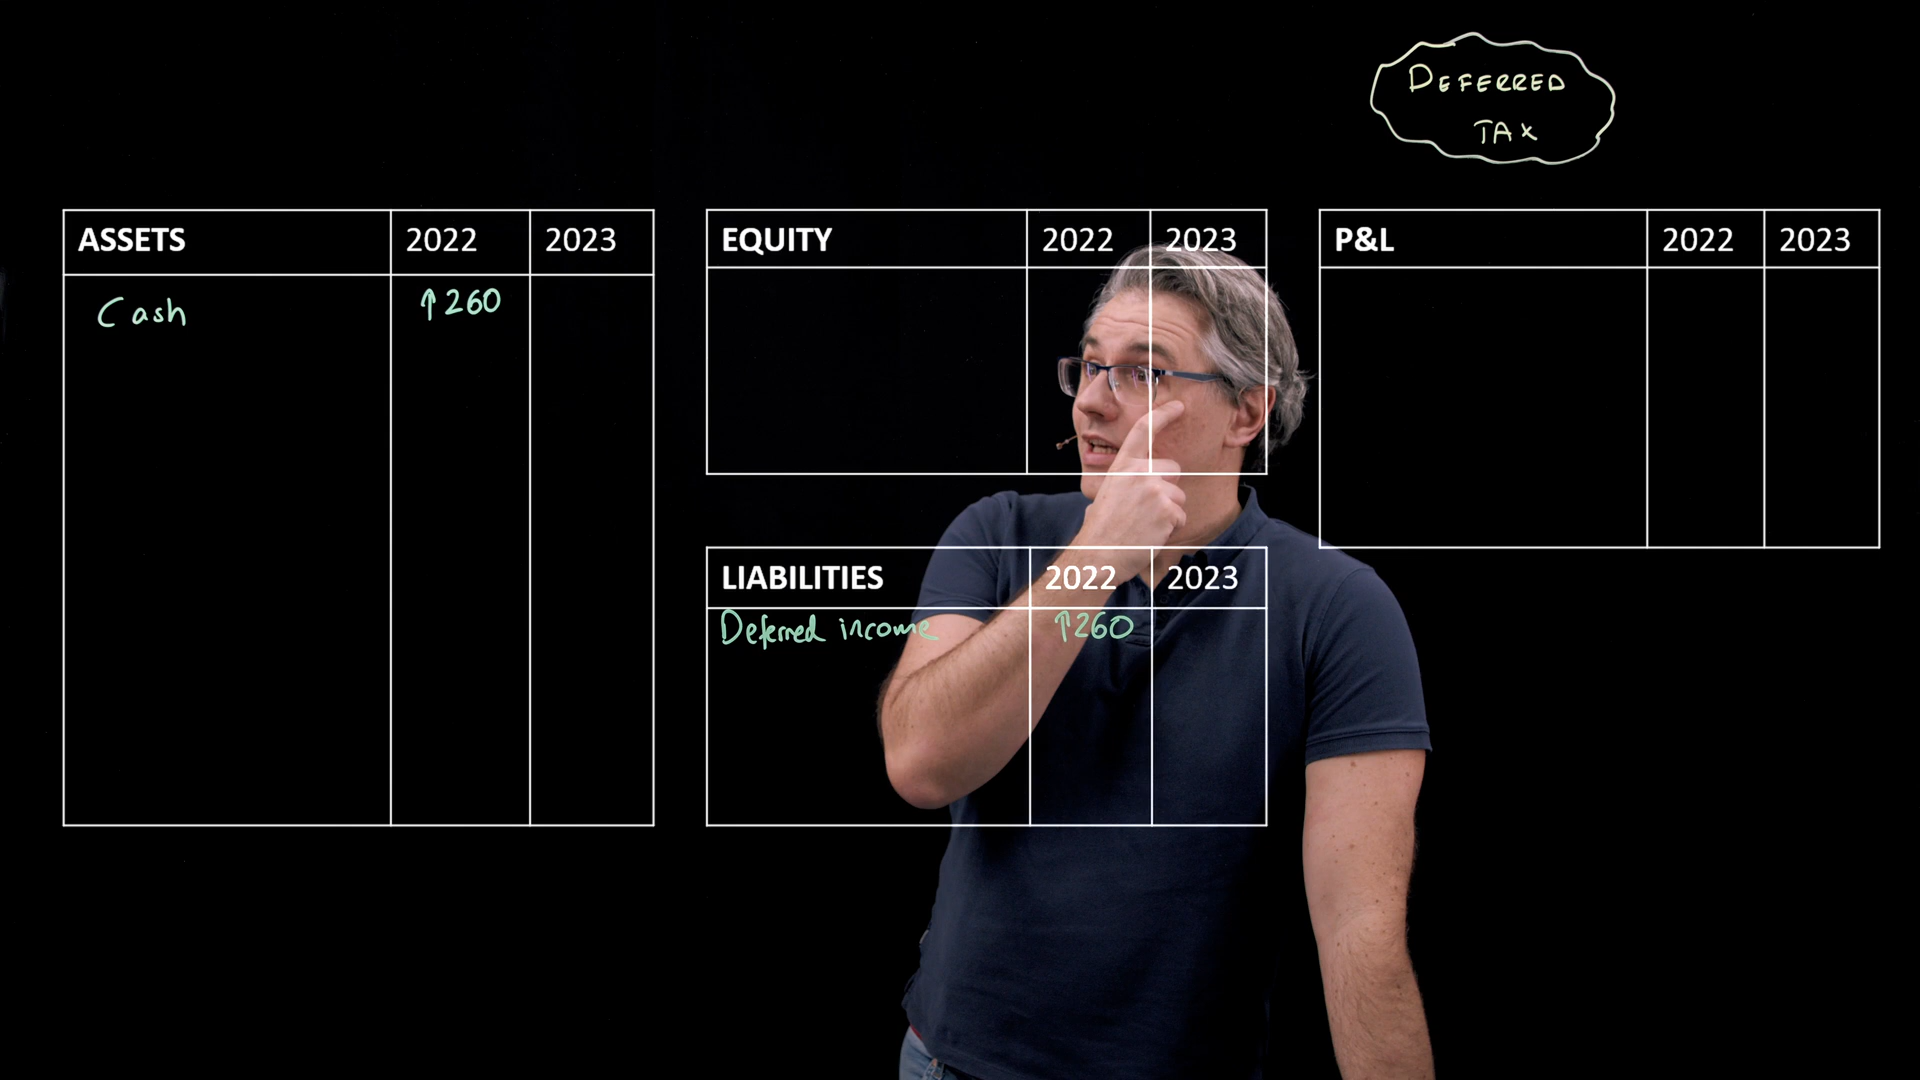 DEFERRED
TAX
ASSETS 2022 2023
Cash ↑260
EQUITY 2022 2023
LIABILITIES 2022 2023
Deferred income ↑260
P&L 2022 2023